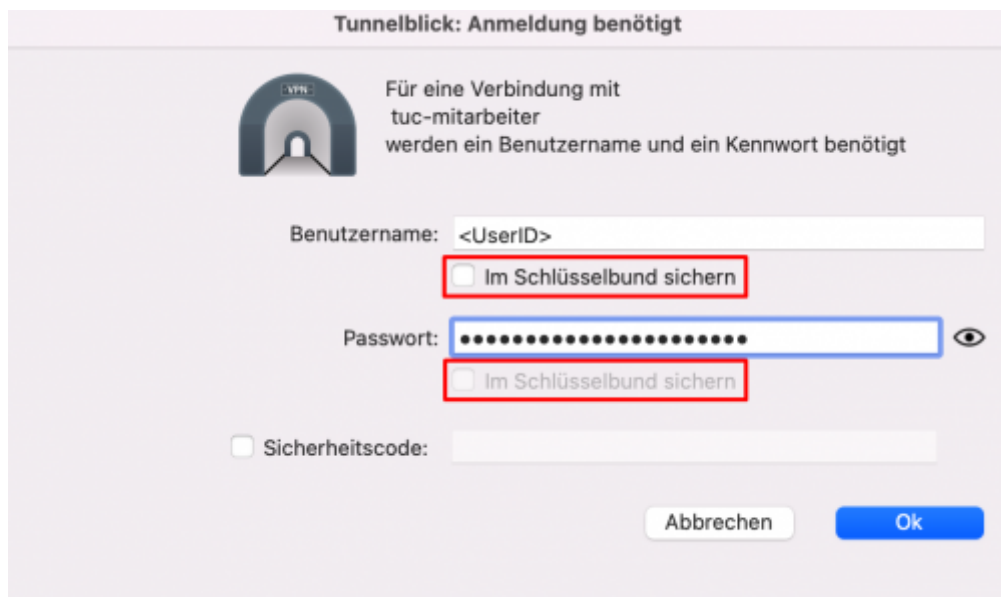 Tunnelblick: Anmeldung benötigt
VPN
Für eine Verbindung mit
tuc-mitarbeiter
werden ein Benutzername und ein Kennwort benötigt
Benutzername: <UserID>
Im Schlüsselbund sichern
Passwort: ••••••••••••••••••••••
Im Schlüsselbund sichern
Sicherheitscode:
Abbrechen Ok